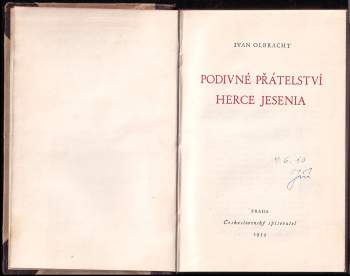 IVAN OLBRACHT
PODIVNÉ PŘÁTELSTVÍ
HERCE JESENIA
PRAHA
Československý spisovatel